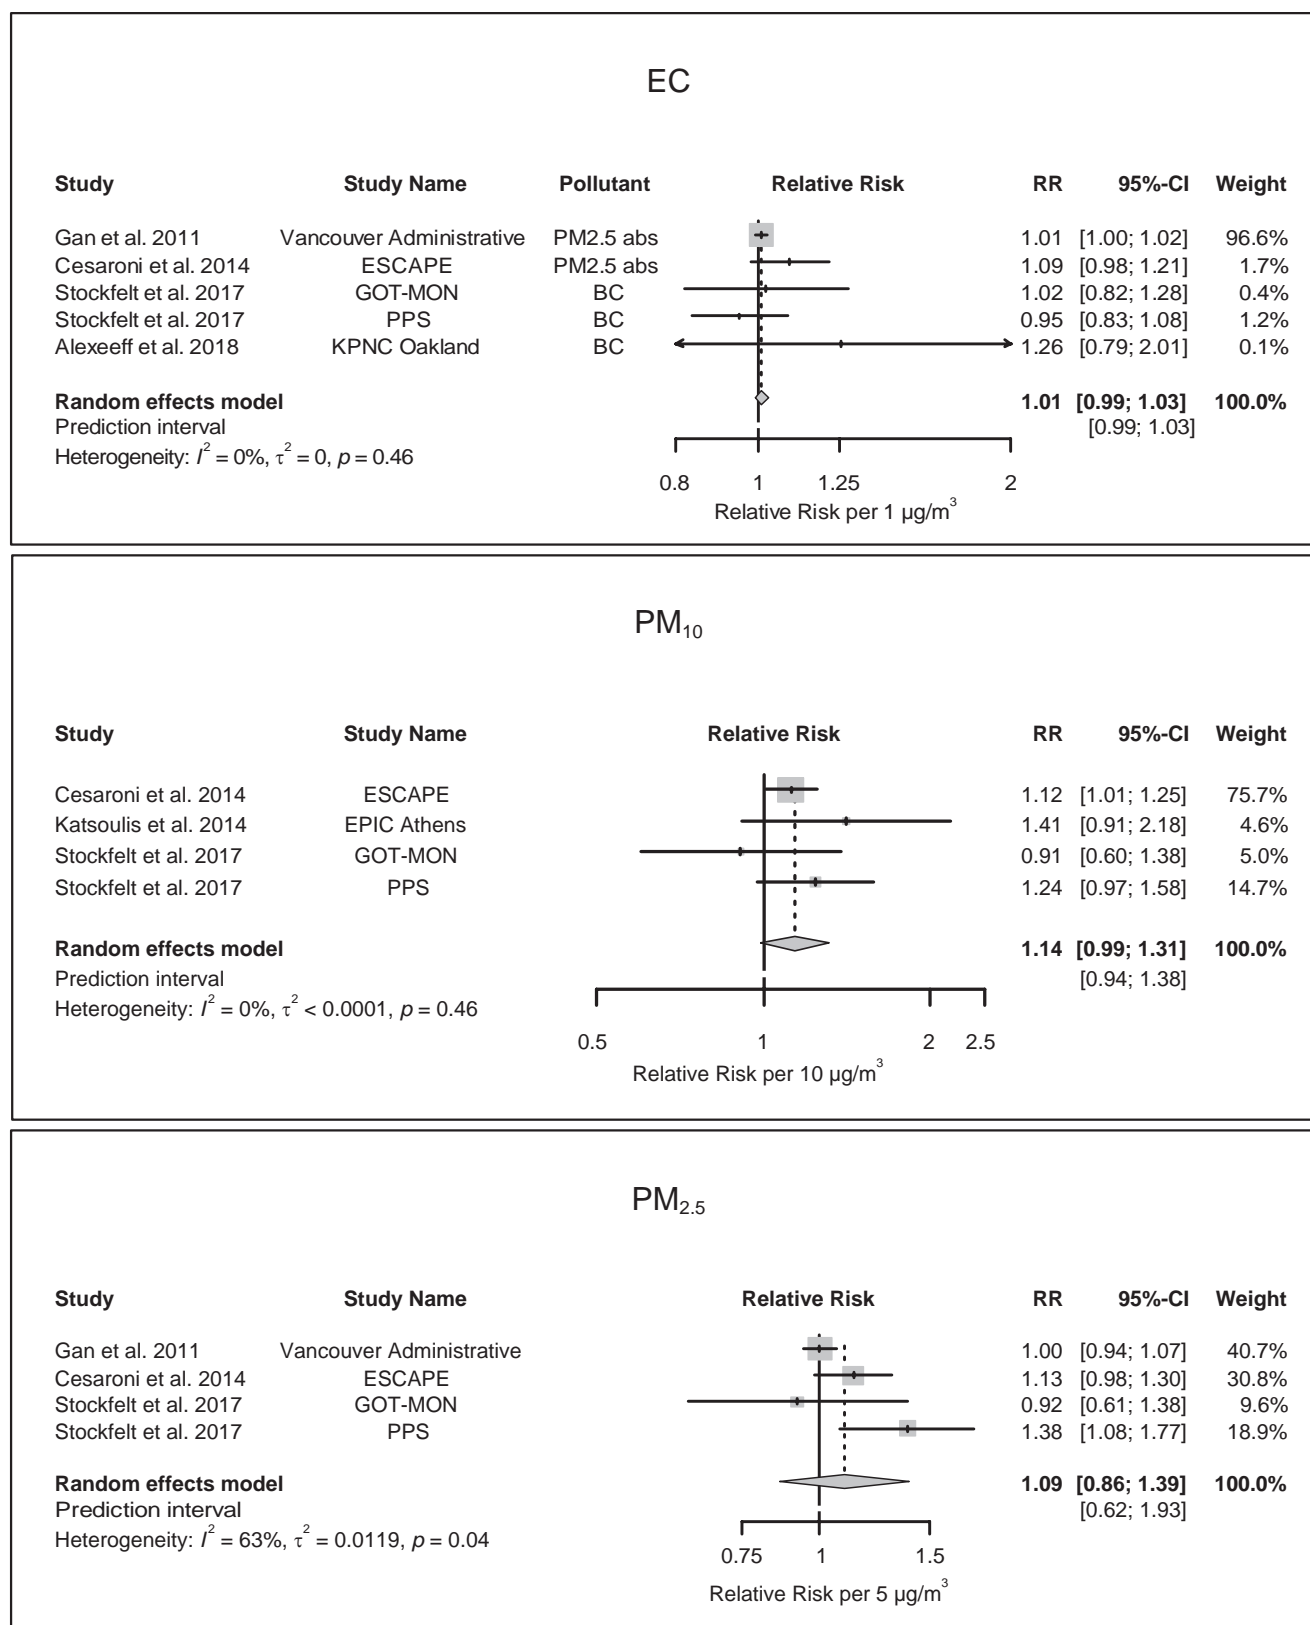 EC
Study Study Name Pollutant Relative Risk RR 95%-CI Weight
Gan et al. 2011 Vancouver Administrative PM2.5 abs 1.01 [1.00; 1.02] 96.6%
Cesaroni et al. 2014 ESCAPE PM2.5 abs 1.09 [0.98; 1.21] 1.7%
Stockfelt et al. 2017 GOT-MON BC 1.02 [0.82; 1.28] 0.4%
Stockfelt et al. 2017 PPS BC 0.95 [0.83; 1.08] 1.2%
Alexeeff et al. 2018 KPNC Oakland BC 1.26 [0.79; 2.01] 0.1%
Random effects model 1.01 [0.99; 1.03] 100.0%
Prediction interval [0.99; 1.03]
Heterogeneity: I² = 0%, τ² = 0, p = 0.46
0.8 1 1.25 2
Relative Risk per 1 µg/m³
PM₁₀
Study Study Name Relative Risk RR 95%-CI Weight
Cesaroni et al. 2014 ESCAPE 1.12 [1.01; 1.25] 75.7%
Katsoulis et al. 2014 EPIC Athens 1.41 [0.91; 2.18] 4.6%
Stockfelt et al. 2017 GOT-MON 0.91 [0.60; 1.38] 5.0%
Stockfelt et al. 2017 PPS 1.24 [0.97; 1.58] 14.7%
Random effects model 1.14 [0.99; 1.31] 100.0%
Prediction interval [0.94; 1.38]
Heterogeneity: I² = 0%, τ² < 0.0001, p = 0.46
0.5 1 2 2.5
Relative Risk per 10 µg/m³
PM₂.₅
Study Study Name Relative Risk RR 95%-CI Weight
Gan et al. 2011 Vancouver Administrative 1.00 [0.94; 1.07] 40.7%
Cesaroni et al. 2014 ESCAPE 1.13 [0.98; 1.30] 30.8%
Stockfelt et al. 2017 GOT-MON 0.92 [0.61; 1.38] 9.6%
Stockfelt et al. 2017 PPS 1.38 [1.08; 1.77] 18.9%
Random effects model 1.09 [0.86; 1.39] 100.0%
Prediction interval [0.62; 1.93]
Heterogeneity: I² = 63%, τ² = 0.0119, p = 0.04
0.75 1 1.5
Relative Risk per 5 µg/m³